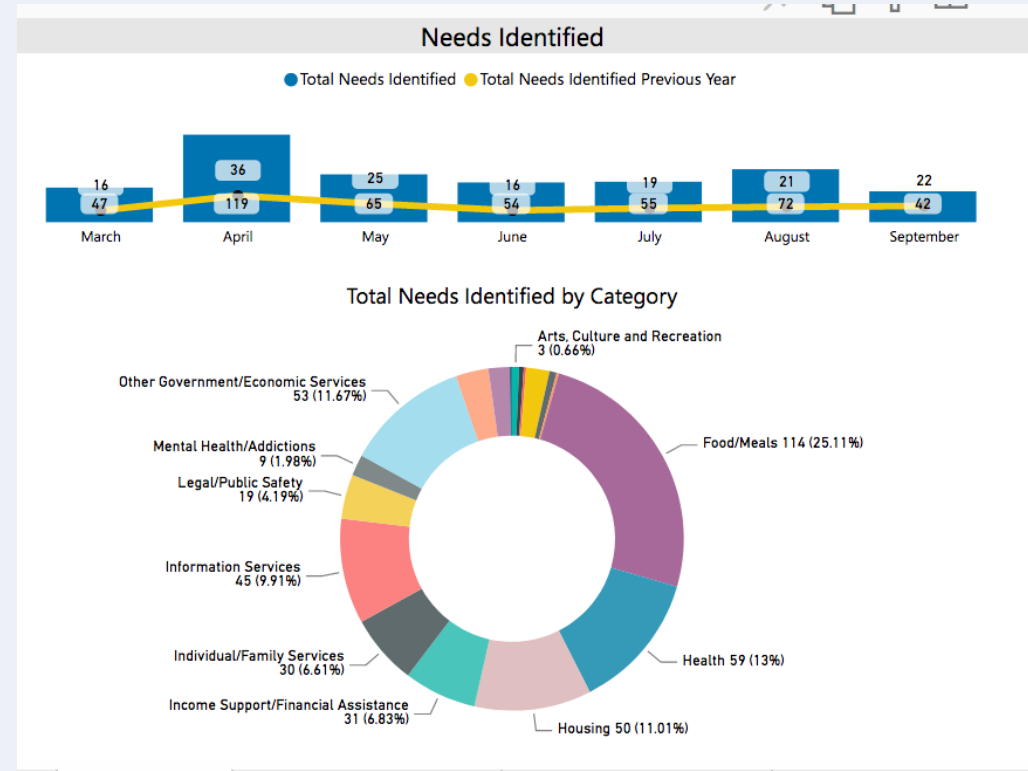 Needs Identified
Total Needs Identified Total Needs Identified Previous Year
16 36 25 16 19 21 22
47 119 65 54 55 72 42
March April May June July August September
Total Needs Identified by Category
Arts, Culture and Recreation
3 (0.66%)
Other Government/Economic Services
53 (11.67%)
Mental Health/Addictions
9 (1.98%)
Food/Meals 114 (25.11%)
Legal/Public Safety
19 (4.19%)
Information Services
45 (9.91%)
Individual/Family Services
30 (6.61%)
Health 59 (13%)
Income Support/Financial Assistance
31 (6.83%)
Housing 50 (11.01%)